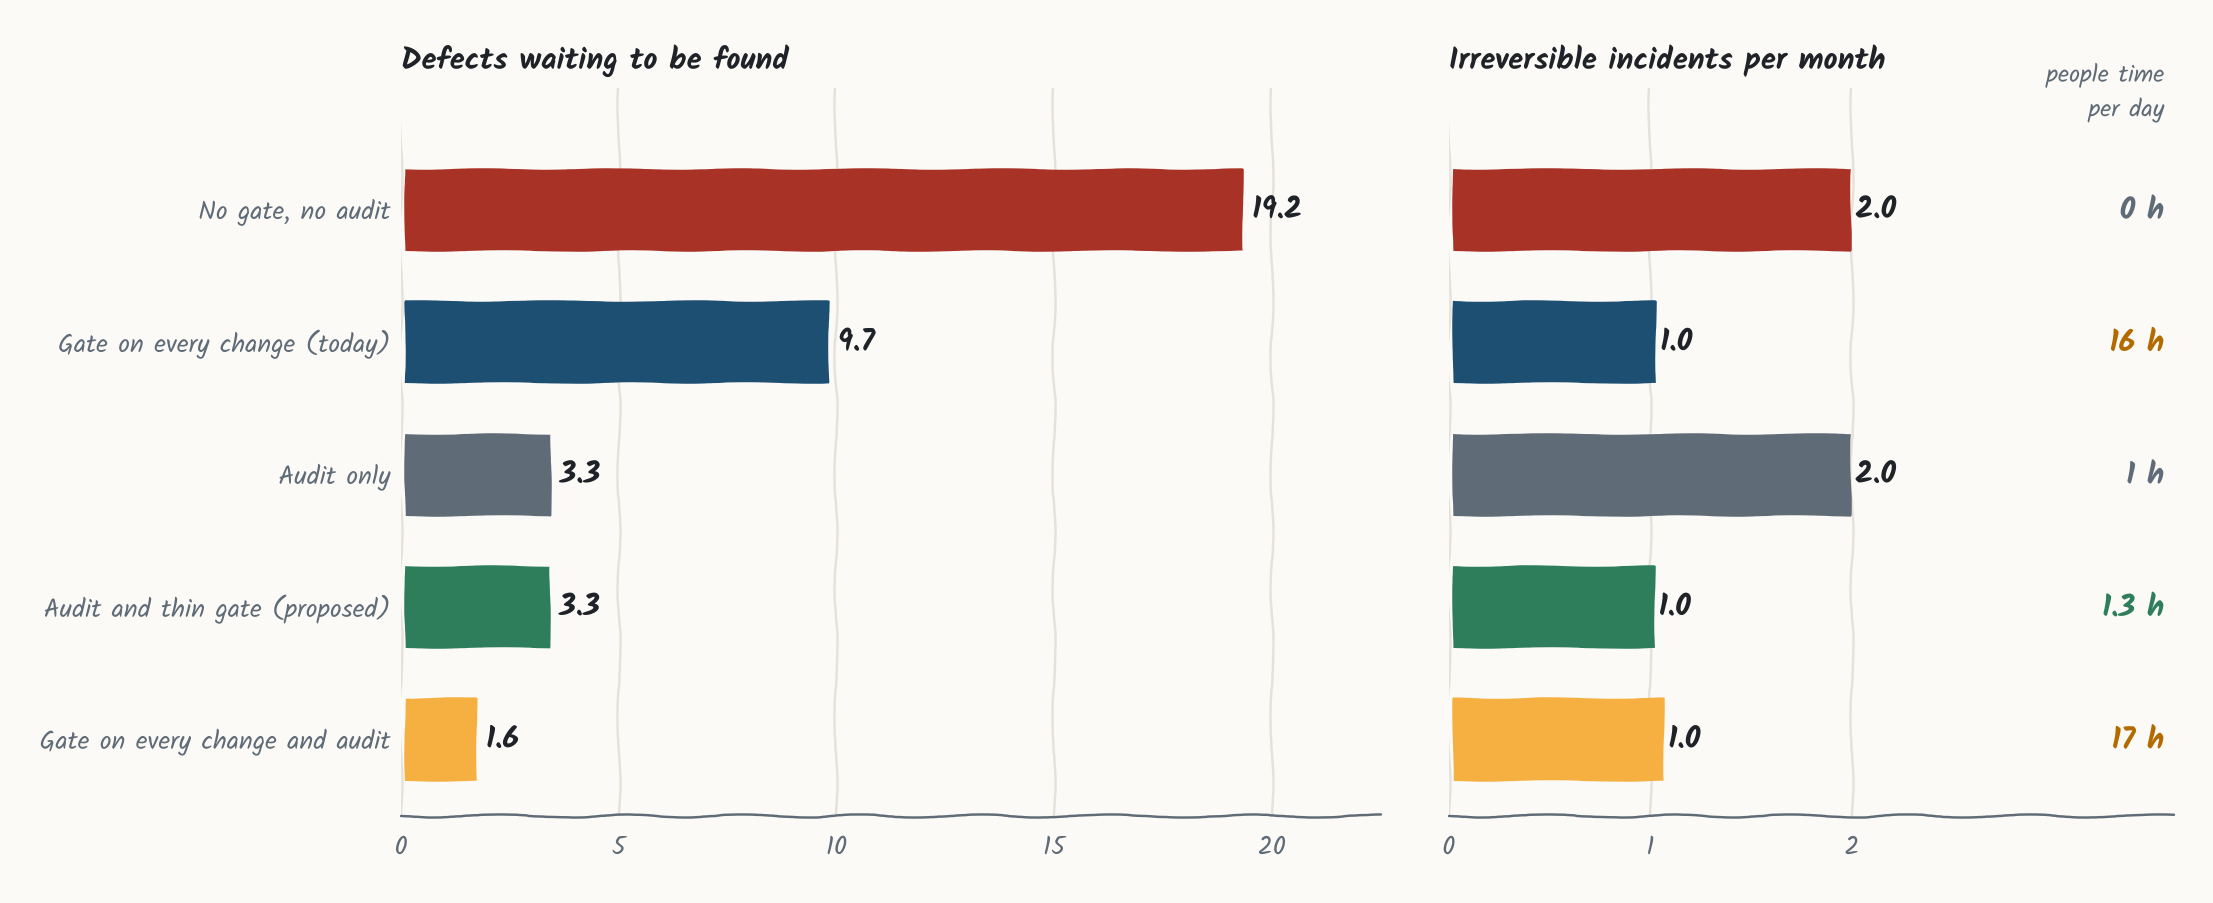 Defects waiting to be found
Irreversible incidents per month
people time
per day
No gate, no audit
19.2
2.0
0 h
Gate on every change (today)
9.7
1.0
16 h
Audit only
3.3
2.0
1 h
Audit and thin gate (proposed)
3.3
1.0
1.3 h
Gate on every change and audit
1.6
1.0
17 h
0 5 10 15 20
0 1 2